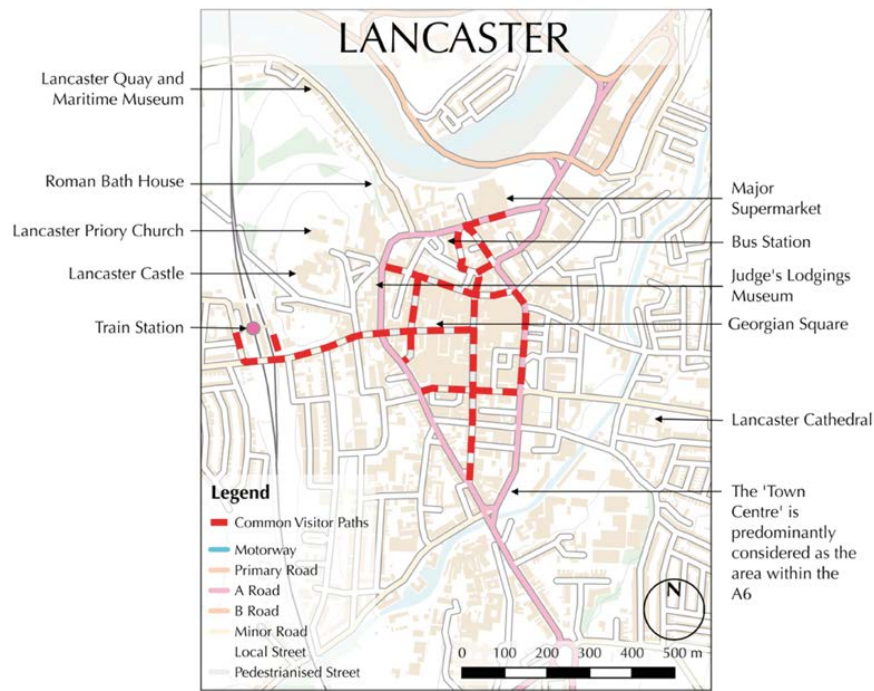 LANCASTER
Lancaster Quay and
Maritime Museum
Roman Bath House
Lancaster Priory Church
Lancaster Castle
Train Station
Major
Supermarket
Bus Station
Judge's Lodgings
Museum
Georgian Square
Lancaster Cathedral
The 'Town
Centre' is
predominantly
considered as the
area within the
A6
Legend
Common Visitor Paths
Motorway
Primary Road
A Road
B Road
Minor Road
Local Street
Pedestrianised Street
N
0 100 200 300 400 500 m